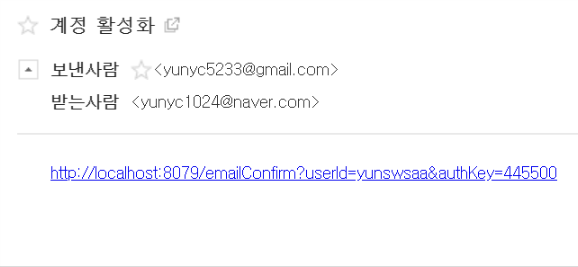 계정 활성화
보낸사람 <yunyc5233@gmail.com>
받는사람 <yunyc1024@naver.com>
http://localhost:8079/emailConfirm?userId=yunswsaa&authKey=445500